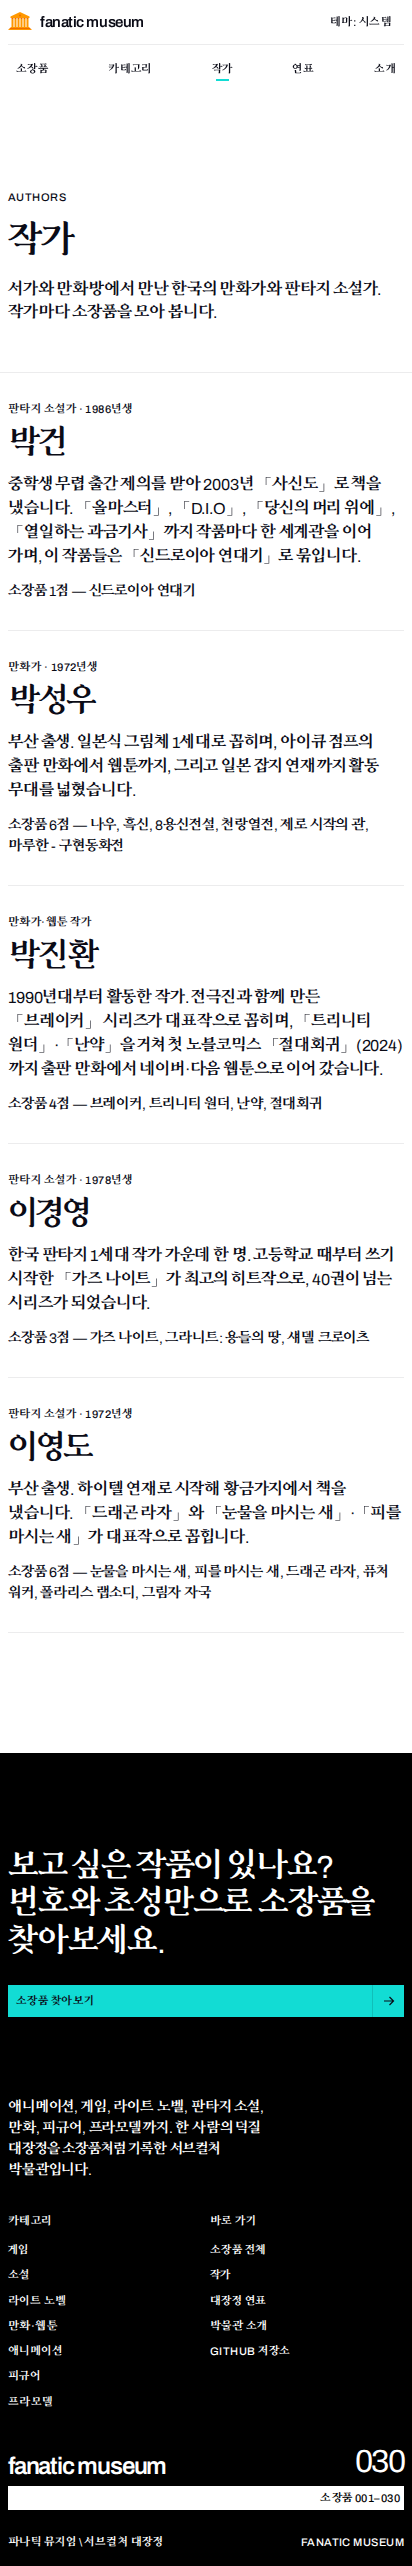 fanatic museum
테마: 시스템
소장품 카테고리 작가 연표 소개
AUTHORS
작가
서가와 만화방에서 만난 한국의 만화가와 판타지 소설가.
작가마다 소장품을 모아 봅니다.
판타지 소설가 · 1986년생
박건
중학생 무렵 출간 제의를 받아 2003년 「사신도」로 책을
냈습니다. 「올마스터」, 「D.I.O」, 「당신의 머리 위에」,
「열일하는 과금기사」까지 작품마다 한 세계관을 이어
가며, 이 작품들은 「신드로이아 연대기」로 묶입니다.
소장품 1점 — 신드로이아 연대기
만화가 · 1972년생
박성우
부산 출생. 일본식 그림체 1세대로 꼽히며, 아이큐 점프의
출판 만화에서 웹툰까지, 그리고 일본 잡지 연재까지 활동
무대를 넓혔습니다.
소장품 6점 — 나우, 흑신, 8용신전설, 천랑열전, 제로 시작의 관,
마루한 - 구현동화전
만화가·웹툰 작가
박진환
1990년대부터 활동한 작가. 전극진과 함께 만든
「브레이커」 시리즈가 대표작으로 꼽히며, 「트리니티
원더」·「난약」을 거쳐 첫 노블코믹스 「절대회귀」(2024)
까지 출판 만화에서 네이버·다음 웹툰으로 이어 갔습니다.
소장품 4점 — 브레이커, 트리니티 원더, 난약, 절대회귀
판타지 소설가 · 1978년생
이경영
한국 판타지 1세대 작가 가운데 한 명. 고등학교 때부터 쓰기
시작한 「가즈 나이트」가 최고의 히트작으로, 40권이 넘는
시리즈가 되었습니다.
소장품 3점 — 가즈 나이트, 그라니트: 용들의 땅, 섀델 크로이츠
판타지 소설가 · 1972년생
이영도
부산 출생. 하이텔 연재로 시작해 황금가지에서 책을
냈습니다. 「드래곤 라자」와 「눈물을 마시는 새」·「피를
마시는 새」가 대표작으로 꼽힙니다.
소장품 6점 — 눈물을 마시는 새, 피를 마시는 새, 드래곤 라자, 퓨처
워커, 폴라리스 랩소디, 그림자 자국
보고 싶은 작품이 있나요?
번호와 초성만으로 소장품을
찾아보세요.
소장품 찾아보기 →
애니메이션, 게임, 라이트 노벨, 판타지 소설,
만화, 피규어, 프라모델까지. 한 사람의 덕질
대장정을 소장품처럼 기록한 서브컬처
박물관입니다.
카테고리
게임
소설
라이트 노벨
만화·웹툰
애니메이션
피규어
프라모델
바로 가기
소장품 전체
작가
대장정 연표
박물관 소개
GITHUB 저장소
fanatic museum
030
소장품 001–030
파나틱 뮤지엄 \ 서브컬처 대장정
FANATIC MUSEUM